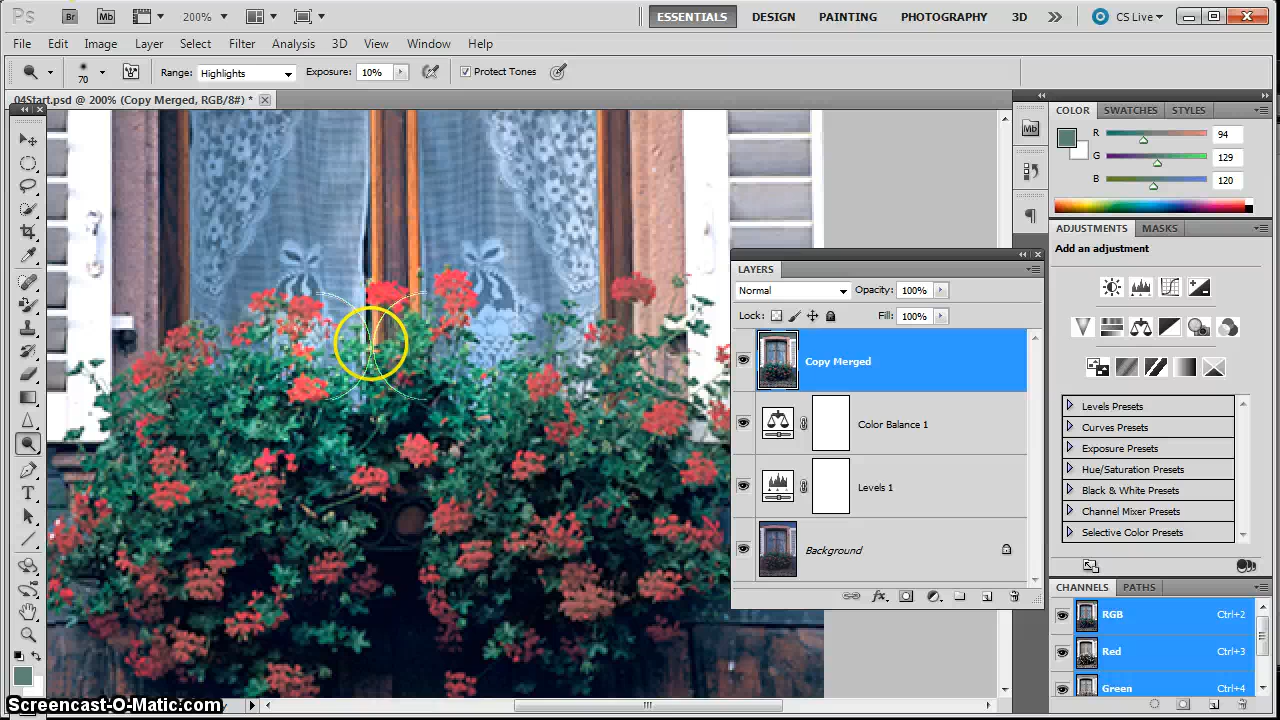 Ps Br Mb 200% ESSENTIALS DESIGN PAINTING PHOTOGRAPHY 3D CS Live
File Edit Image Layer Select Filter Analysis 3D View Window Help
70 Range: Highlights Exposure: 10% Protect Tones
04Start.psd @ 200% (Copy Merged, RGB/8#) *
COLOR SWATCHES STYLES
Mb
R 94
G 129
B 120
ADJUSTMENTS MASKS
Add an adjustment
Levels Presets
Curves Presets
Exposure Presets
Hue/Saturation Presets
Black & White Presets
Channel Mixer Presets
Selective Color Presets
CHANNELS PATHS
RGB Ctrl+2
Red Ctrl+3
Green Ctrl+4
LAYERS
Normal Opacity: 100%
Lock: Fill: 100%
Copy Merged
Color Balance 1
Levels 1
Background
fx
T
Screencast-O-Matic.com